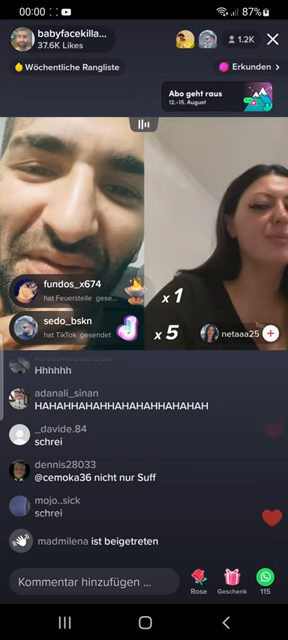 00:00
87%
babyfacekilla...
37.6K Likes
1.2K
Wöchentliche Rangliste
Erkunden >
Abo geht raus
12.-15. August
fundos_x674
hat Feuerstelle gese...
x 1
sedo_bskn
hat TikTok gesendet
x 5
netaaa25
Hhhhhh
adanali_sinan
HAHAHHAHAHHAHAHAHHAHAHAH
_davide.84
schrei
dennis28033
@cemoka36 nicht nur Suff
mojo..sick
schrei
madmilena ist beigetreten
Kommentar hinzufügen ...
Rose
Geschenk
115